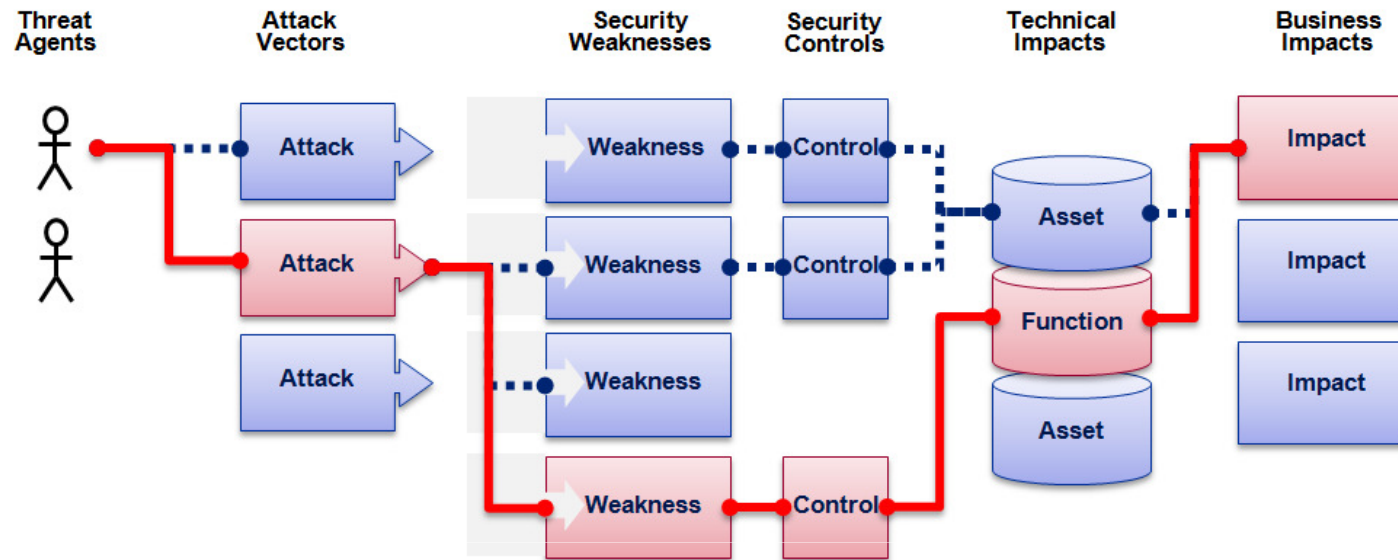 Threat
Agents
Attack
Vectors
Security
Weaknesses
Security
Controls
Technical
Impacts
Business
Impacts
Attack
Weakness
Control
Asset
Impact
Attack
Weakness
Control
Function
Impact
Attack
Weakness
Asset
Impact
Weakness
Control